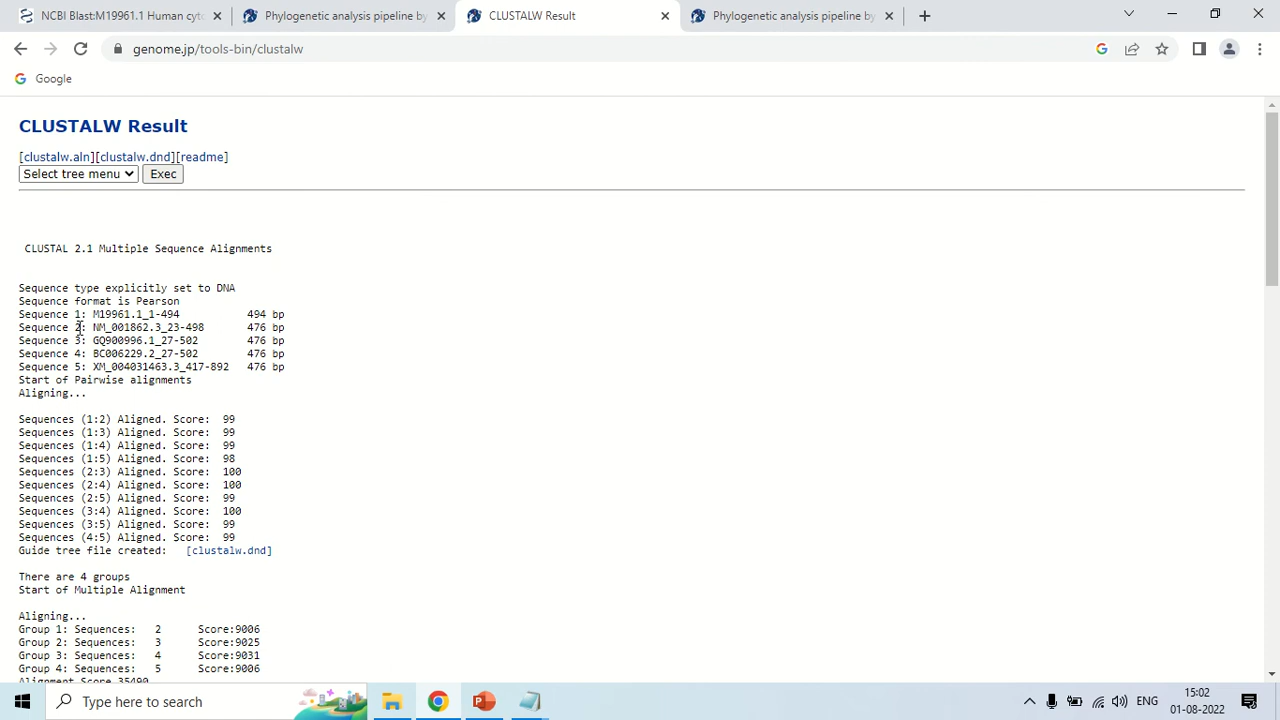 NCBI Blast:M19961.1 Human cyto
Phylogenetic analysis pipeline by
CLUSTALW Result
Phylogenetic analysis pipeline by
genome.jp/tools-bin/clustalw
Google
CLUSTALW Result
[clustalw.aln][clustalw.dnd][readme]
Select tree menu Exec
CLUSTAL 2.1 Multiple Sequence Alignments
Sequence type explicitly set to DNA
Sequence format is Pearson
Sequence 1: M19961.1_1-494 494 bp
Sequence 2: NM_001862.3_23-498 476 bp
Sequence 3: GQ900996.1_27-502 476 bp
Sequence 4: BC006229.2_27-502 476 bp
Sequence 5: XM_004031463.3_417-892 476 bp
Start of Pairwise alignments
Aligning...
Sequences (1:2) Aligned. Score: 99
Sequences (1:3) Aligned. Score: 99
Sequences (1:4) Aligned. Score: 99
Sequences (1:5) Aligned. Score: 98
Sequences (2:3) Aligned. Score: 100
Sequences (2:4) Aligned. Score: 100
Sequences (2:5) Aligned. Score: 99
Sequences (3:4) Aligned. Score: 100
Sequences (3:5) Aligned. Score: 99
Sequences (4:5) Aligned. Score: 99
Guide tree file created: [clustalw.dnd]
There are 4 groups
Start of Multiple Alignment
Aligning...
Group 1: Sequences: 2 Score:9006
Group 2: Sequences: 3 Score:9025
Group 3: Sequences: 4 Score:9031
Group 4: Sequences: 5 Score:9006
Alignment Score 35490
Type here to search
ENG
15:02
01-08-2022